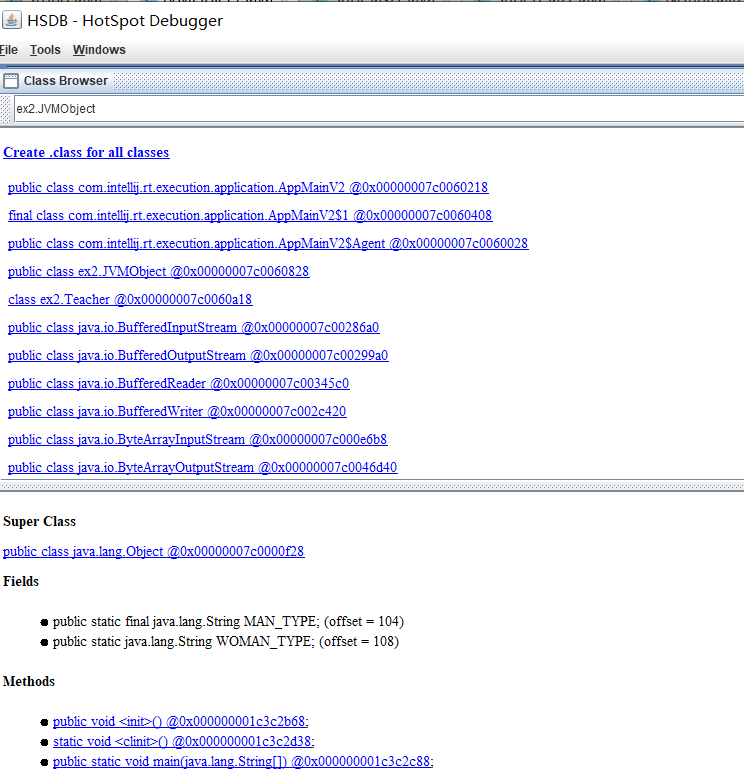 HSDB - HotSpot Debugger
File Tools Windows
Class Browser
ex2.JVMObject
Create .class for all classes
public class com.intellij.rt.execution.application.AppMainV2 @0x00000007c0060218
final class com.intellij.rt.execution.application.AppMainV2$1 @0x00000007c0060408
public class com.intellij.rt.execution.application.AppMainV2$Agent @0x00000007c0060028
public class ex2.JVMObject @0x00000007c0060828
class ex2.Teacher @0x00000007c0060a18
public class java.io.BufferedInputStream @0x00000007c00286a0
public class java.io.BufferedOutputStream @0x00000007c00299a0
public class java.io.BufferedReader @0x00000007c00345c0
public class java.io.BufferedWriter @0x00000007c002c420
public class java.io.ByteArrayInputStream @0x00000007c000e6b8
public class java.io.ByteArrayOutputStream @0x00000007c0046d40
Super Class
public class java.lang.Object @0x00000007c0000f28
Fields
● public static final java.lang.String MAN_TYPE; (offset = 104)
● public static java.lang.String WOMAN_TYPE; (offset = 108)
Methods
● public void <init>() @0x000000001c3c2b68;
● static void <clinit>() @0x000000001c3c2d38;
● public static void main(java.lang.String[]) @0x000000001c3c2c88;